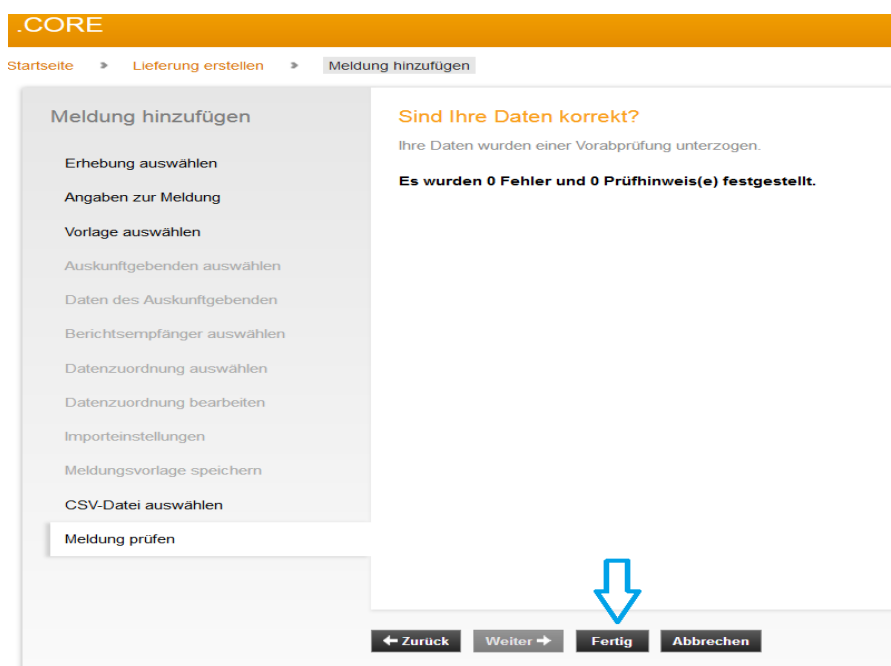 .CORE
Startseite » Lieferung erstellen » Meldung hinzufügen
Meldung hinzufügen
Erhebung auswählen
Angaben zur Meldung
Vorlage auswählen
Auskunftgebenden auswählen
Daten des Auskunftgebenden
Berichtsempfänger auswählen
Datenzuordnung auswählen
Datenzuordnung bearbeiten
Importeinstellungen
Meldungsvorlage speichern
CSV-Datei auswählen
Meldung prüfen
Sind Ihre Daten korrekt?
Ihre Daten wurden einer Vorabprüfung unterzogen.
Es wurden 0 Fehler und 0 Prüfhinweis(e) festgestellt.
← Zurück Weiter → Fertig Abbrechen